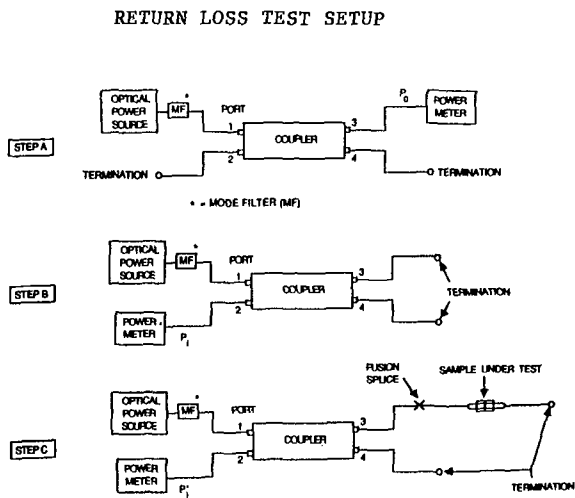 RETURN LOSS TEST SETUP
OPTICAL
POWER
SOURCE
MF
*
PORT
1
2
COUPLER
3
4
P0
POWER
METER
STEP A
TERMINATION
TERMINATION
* = MODE FILTER (MF)
OPTICAL
POWER
SOURCE
MF
*
PORT
1
2
COUPLER
3
4
TERMINATION
STEP B
POWER
METER
Pi
FUSION
SPLICE
SAMPLE UNDER TEST
OPTICAL
POWER
SOURCE
MF
*
PORT
1
2
COUPLER
3
4
STEP C
POWER
METER
TERMINATION